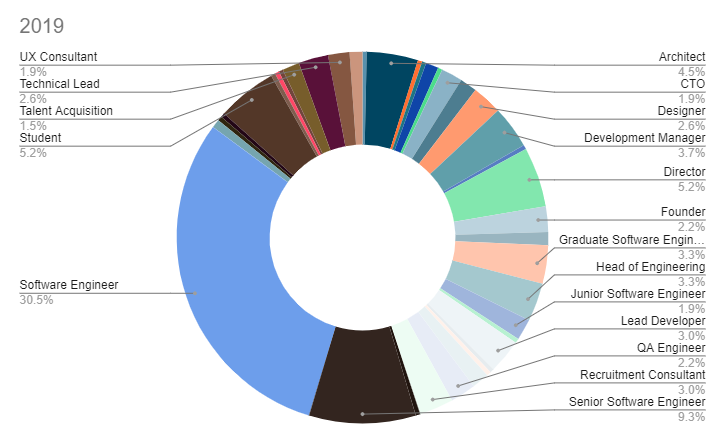 2019
UX Consultant
1.9%
Technical Lead
2.6%
Talent Acquisition
1.5%
Student
5.2%
Software Engineer
30.5%
Architect
4.5%
CTO
1.9%
Designer
2.6%
Development Manager
3.7%
Director
5.2%
Founder
2.2%
Graduate Software Engin...
3.3%
Head of Engineering
3.3%
Junior Software Engineer
1.9%
Lead Developer
3.0%
QA Engineer
2.2%
Recruitment Consultant
3.0%
Senior Software Engineer
9.3%